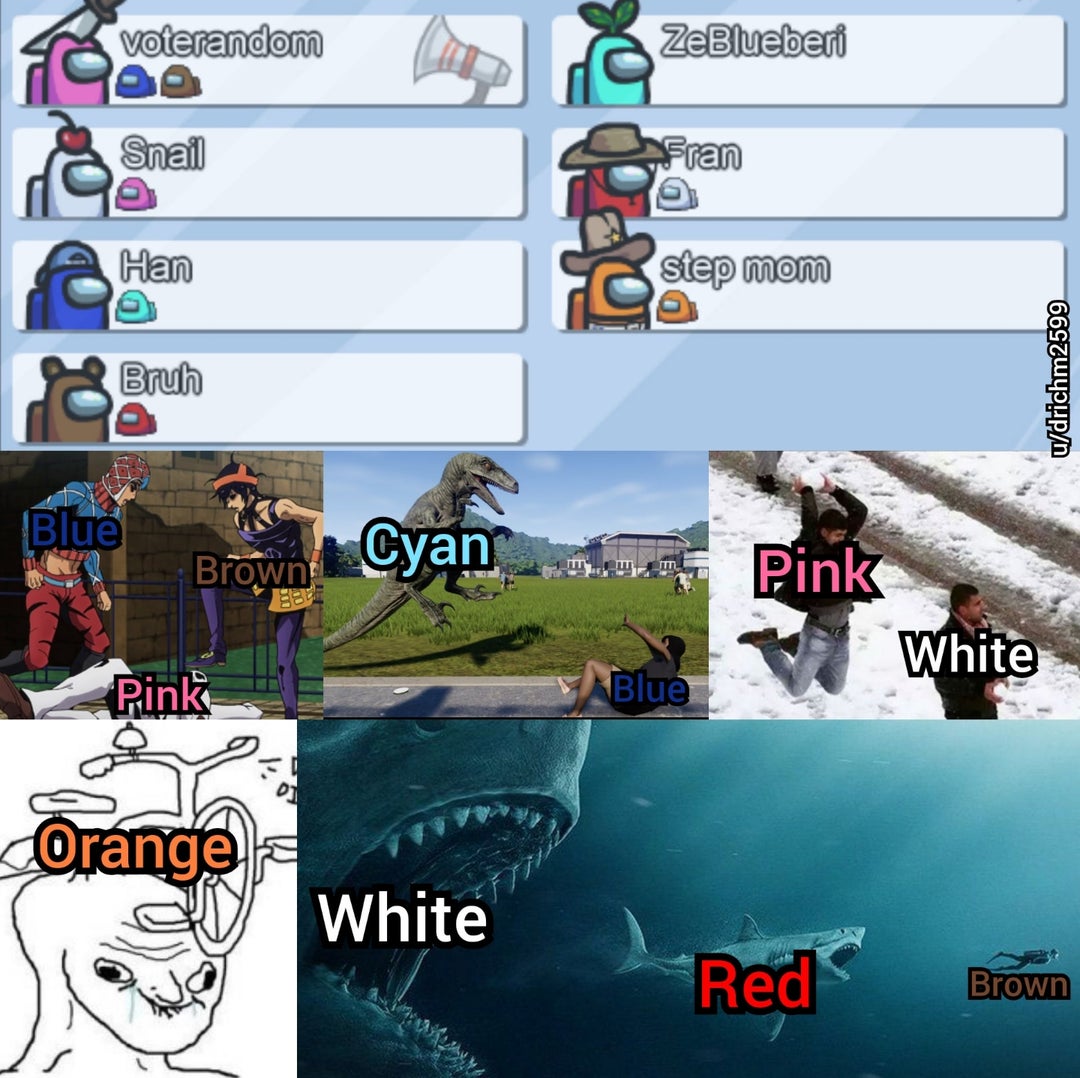 voterandom
ZeBlueberi
Snail
Fran
Han
step mom
Bruh
u/drichm2599
Blue
Brown
Pink
Cyan
Blue
Pink
White
Orange
White
Red
Brown